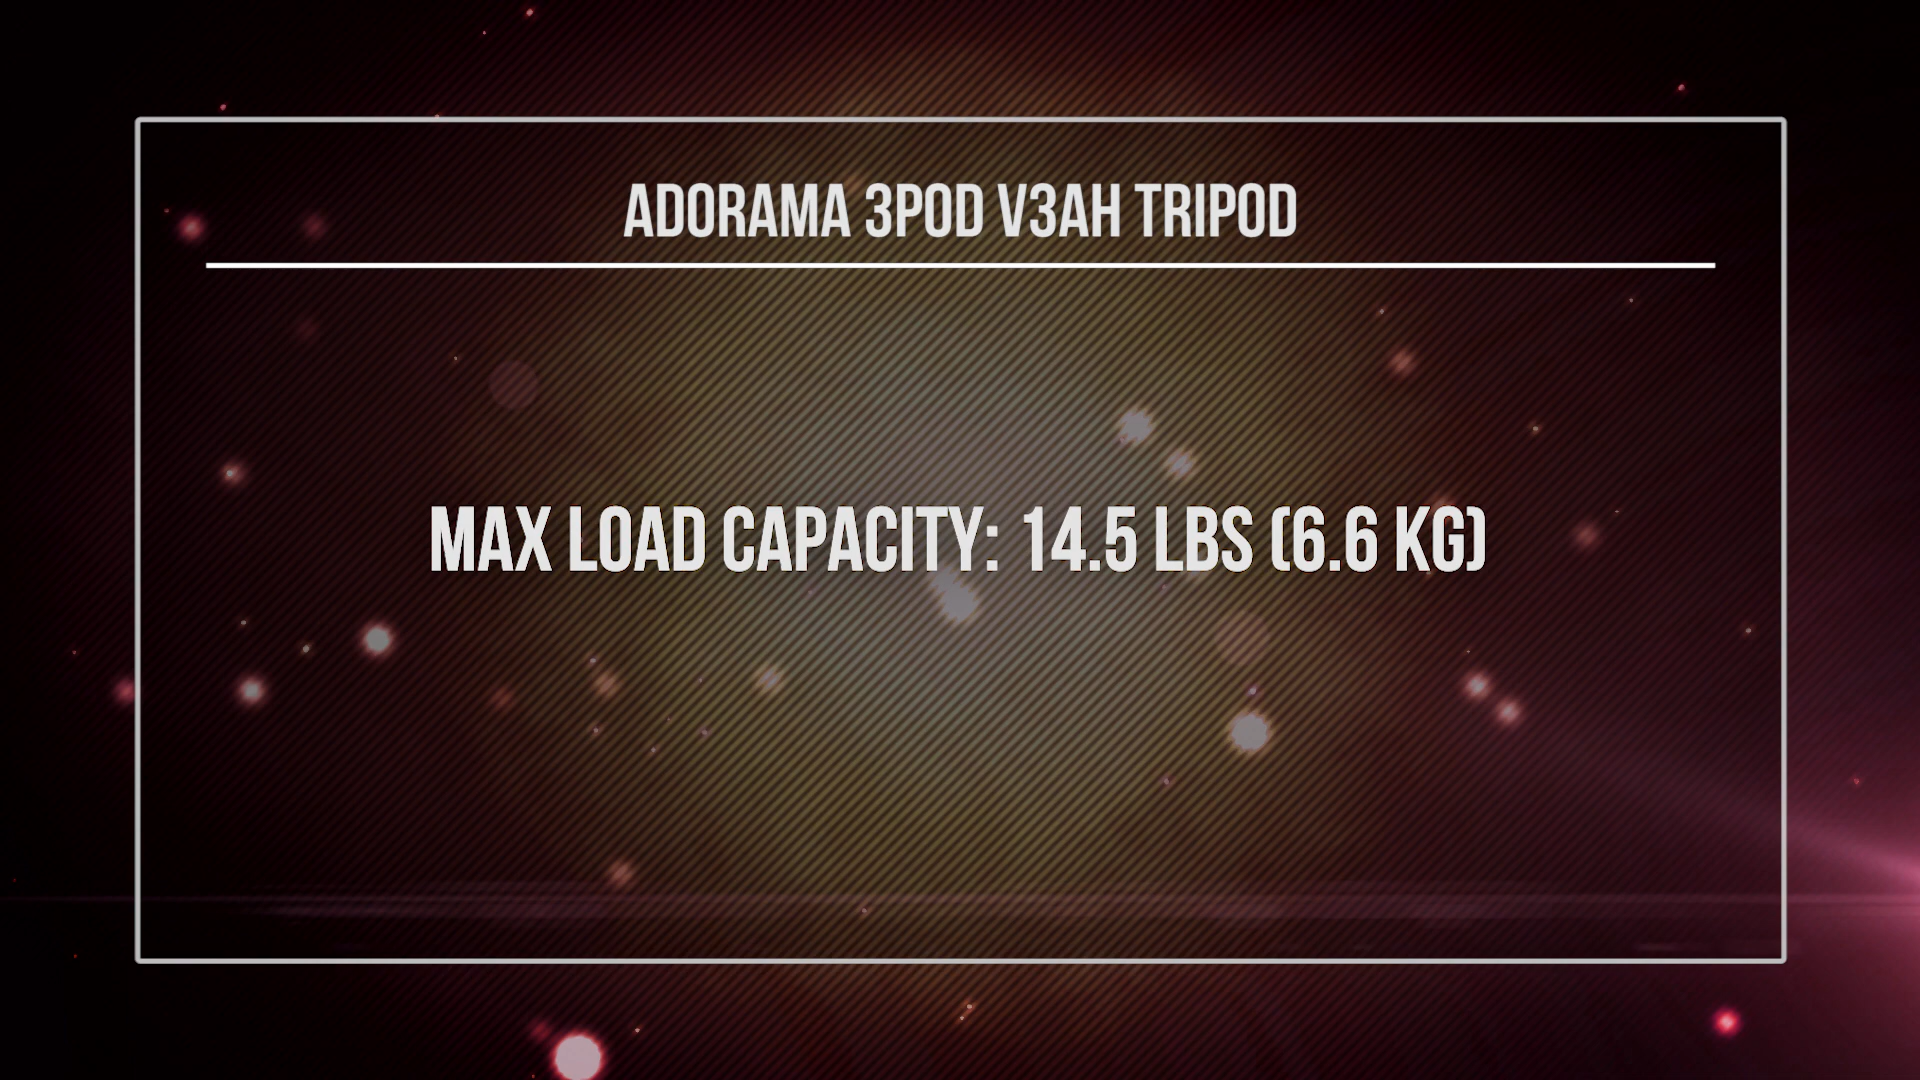 ADORAMA 3POD V3AH TRIPOD
MAX LOAD CAPACITY: 14.5 LBS (6.6 KG)